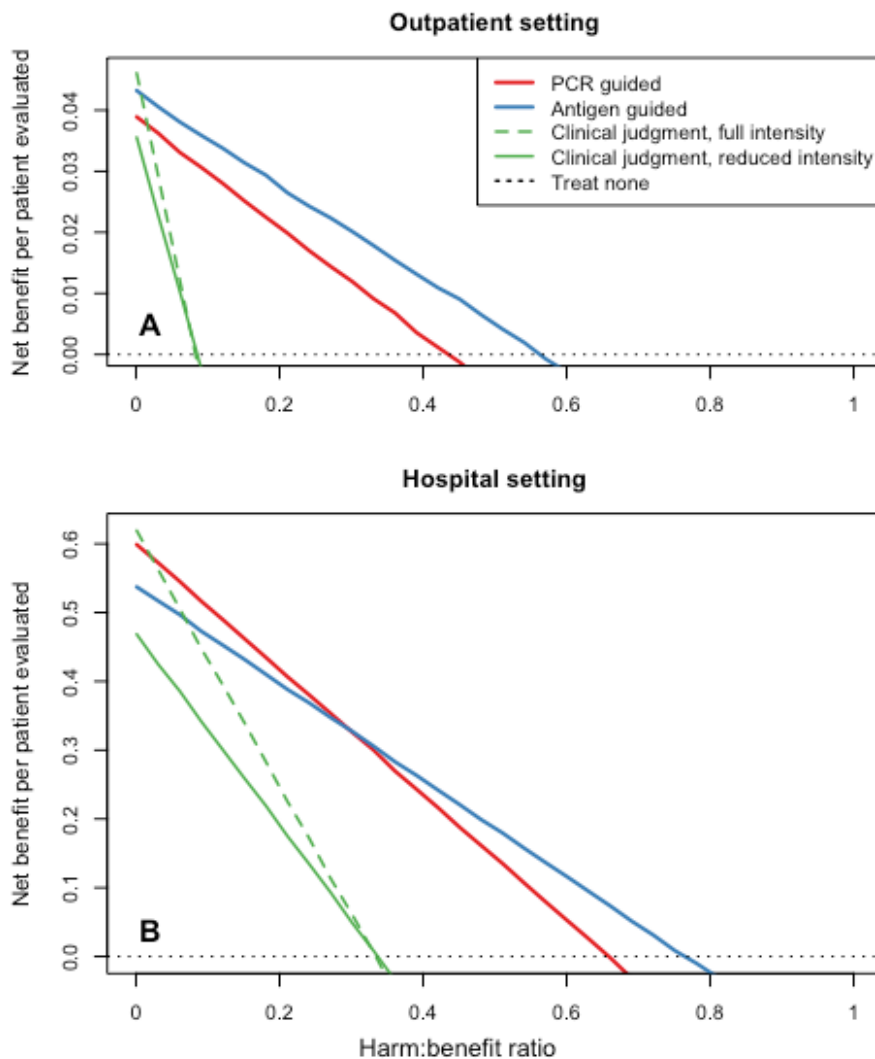 Outpatient setting
Net benefit per patient evaluated
0.04
0.03
0.02
0.01
0.00
PCR guided
Antigen guided
Clinical judgment, full intensity
Clinical judgment, reduced intensity
Treat none
A
0 0.2 0.4 0.6 0.8 1
Hospital setting
Net benefit per patient evaluated
0.6
0.5
0.4
0.3
0.2
0.1
0.0
B
0 0.2 0.4 0.6 0.8 1
Harm:benefit ratio